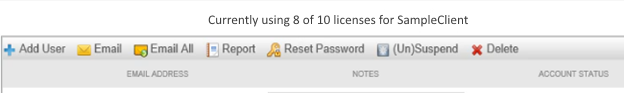 Currently using 8 of 10 licenses for SampleClient
Add User Email Email All Report Reset Password (Un)Suspend Delete
EMAIL ADDRESS NOTES ACCOUNT STATUS